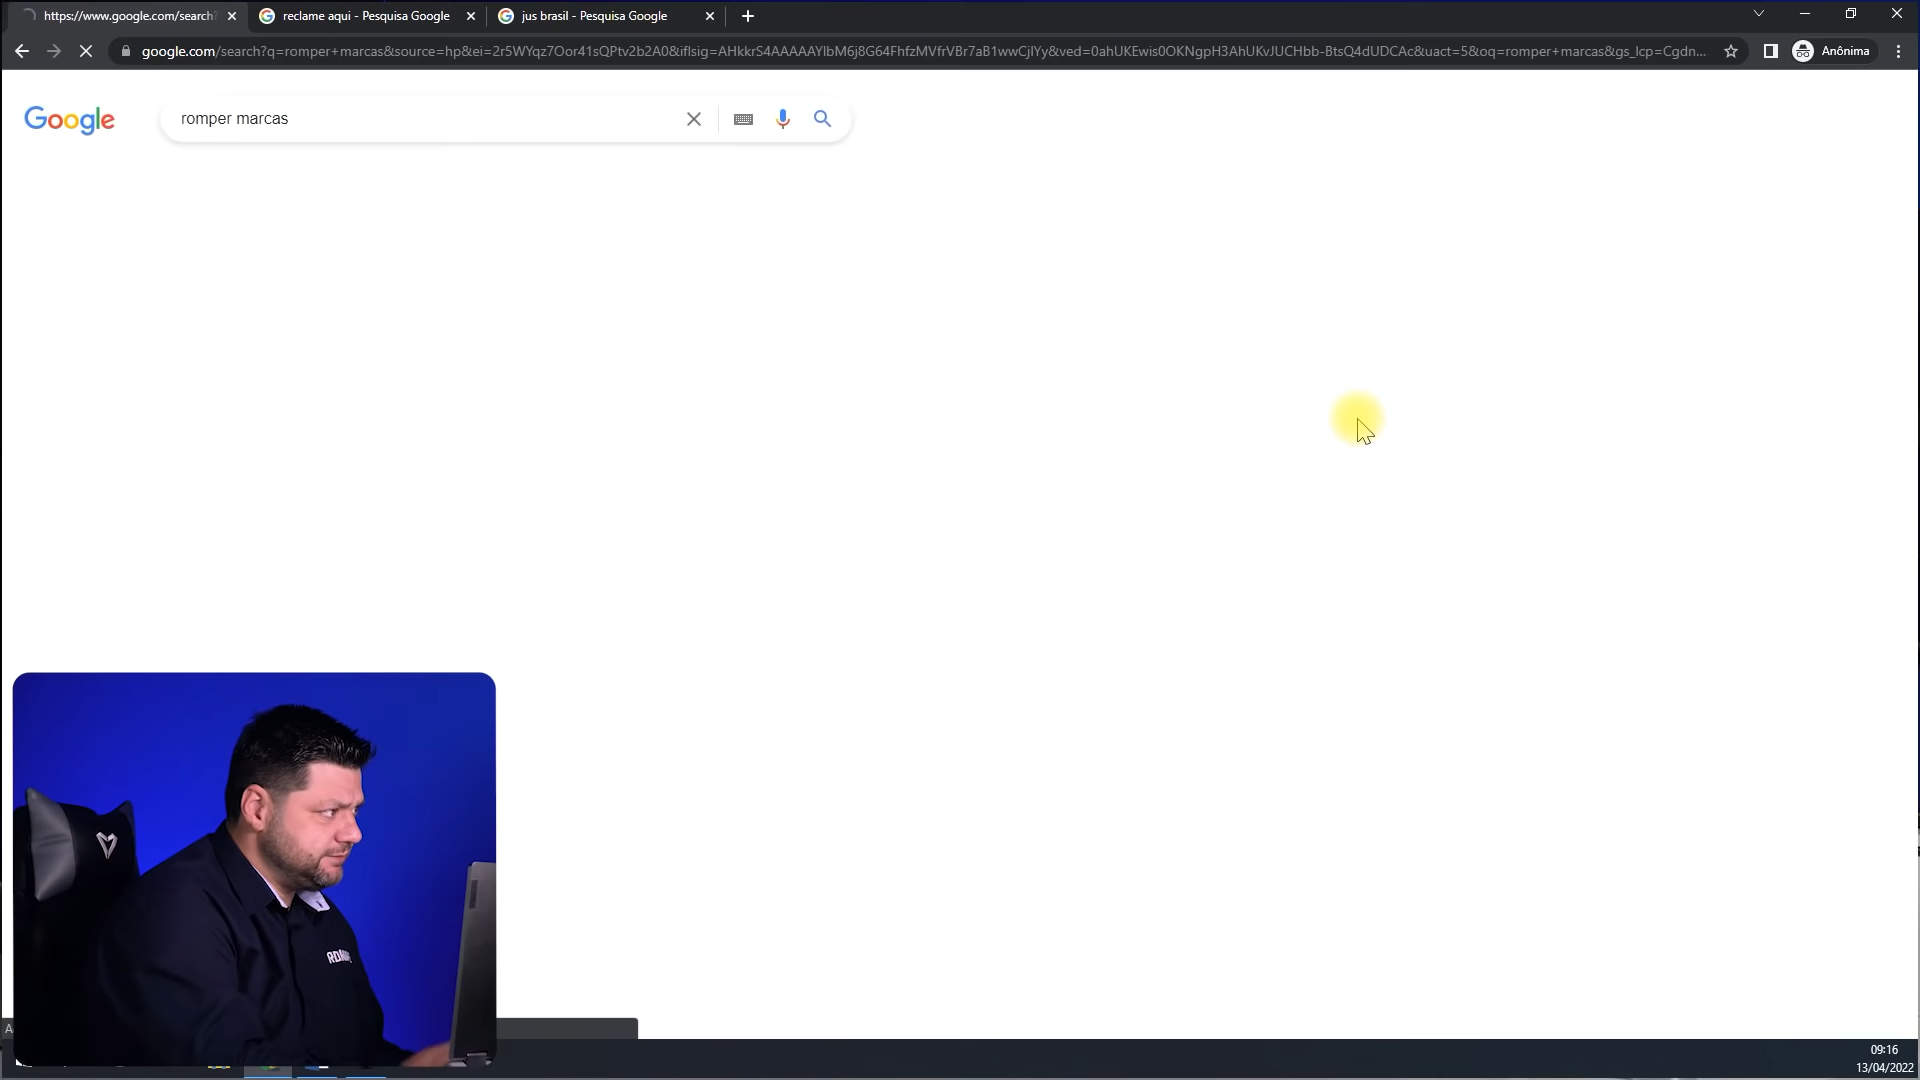 https://www.google.com/search?
reclame aqui - Pesquisa Google
jus brasil - Pesquisa Google
google.com/search?q=romper+marcas&source=hp&ei=2r5WYqz7Oor41sQPtv2b2A0&iflsig=AHkkrS4AAAAAYlbM6j8G64FhfzMVfrVBr7aB1wwCjlYy&ved=0ahUKEwis0OKNgpH3AhUKvJUCHbb-BtsQ4dUDCAc&uact=5&oq=romper+marcas&gs_lcp=Cgdn...
Anônima
Google
romper marcas
A
09:16
13/04/2022